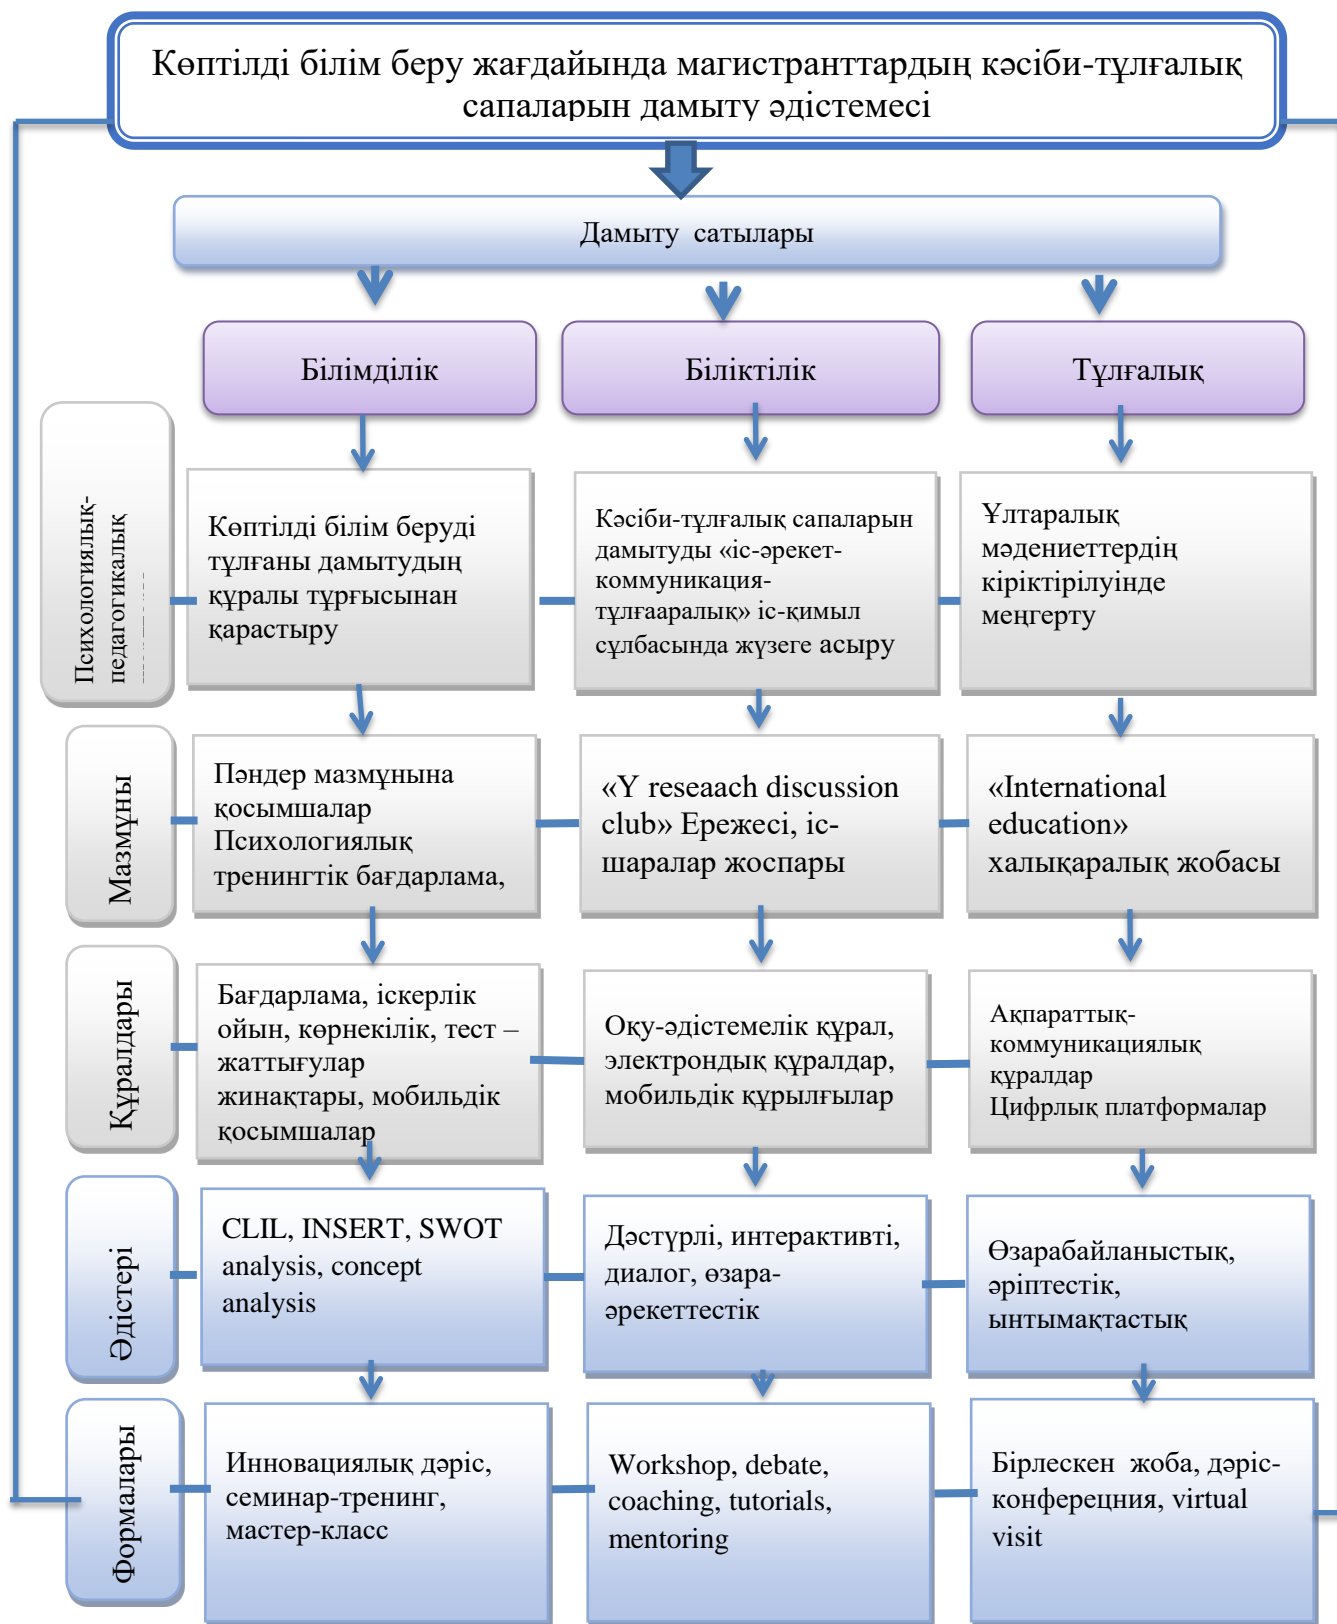 Көптілді білім беру жағдайында магистранттардың кәсіби-тұлғалық
сапаларын дамыту әдістемесі
Дамыту сатылары
Білімділік
Біліктілік
Тұлғалық
Психологиялық-
педагогикалық
Көптілді білім беруді
тұлғаны дамытудың
құралы тұрғысынан
қарастыру
Кәсіби-тұлғалық сапаларын
дамытуды «іс-әрекет-
коммуникация-
тұлғааралық» іс-қимыл
сұлбасында жүзеге асыру
Ұлтаралық
мәдениеттердің
кіріктірілуінде
меңгерту
Мазмұны
Пәндер мазмұнына
қосымшалар
Психологиялық
тренингтік бағдарлама,
«Y reseaach discussion
club» Ережесі, іс-
шаралар жоспары
«International
education»
халықаралық жобасы
Құралдары
Бағдарлама, іскерлік
ойын, көрнекілік, тест –
жаттығулар
жинақтары, мобильдік
қосымшалар
Оқу-әдістемелік құрал,
электрондық құралдар,
мобильдік құрылғылар
Ақпараттық-
коммуникациялық
құралдар
Цифрлық платформалар
Әдістері
CLIL, INSERT, SWOT
analysis, concept
analysis
Дәстүрлі, интерактивті,
диалог, өзара-
әрекеттестік
Өзарабайланыстық,
әріптестік,
ынтымақтастық
Формалары
Инновациялық дәріс,
семинар-тренинг,
мастер-класс
Workshop, debate,
coaching, tutorials,
mentoring
Бірлескен жоба, дәріс-
конферецния, virtual
visit